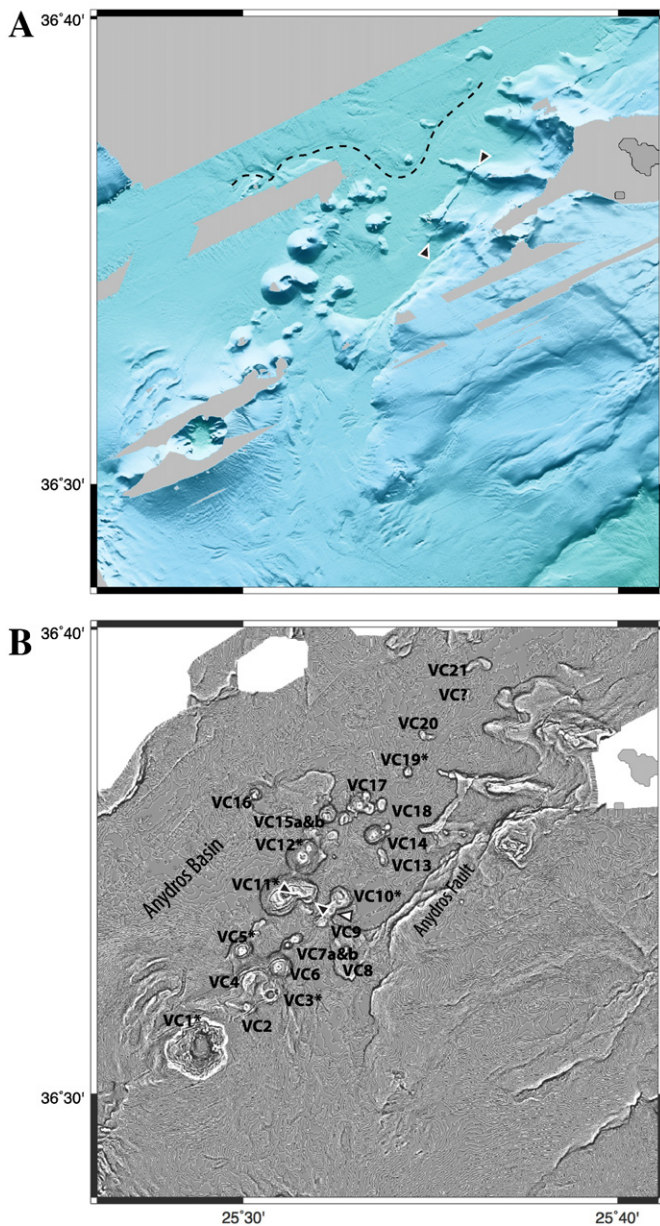 A
36°40'
36°30'
B
36°40'
VC21
VC?
VC20
VC19*
VC17
VC16
VC18
VC15a&b
VC14
VC12*
VC13
Anydros Basin
VC11*
VC10*
Anydros Fault
VC9
VC5*
VC7a&b
VC4
VC6
VC8
VC3*
VC1*
VC2
36°30'
25°30'
25°40'